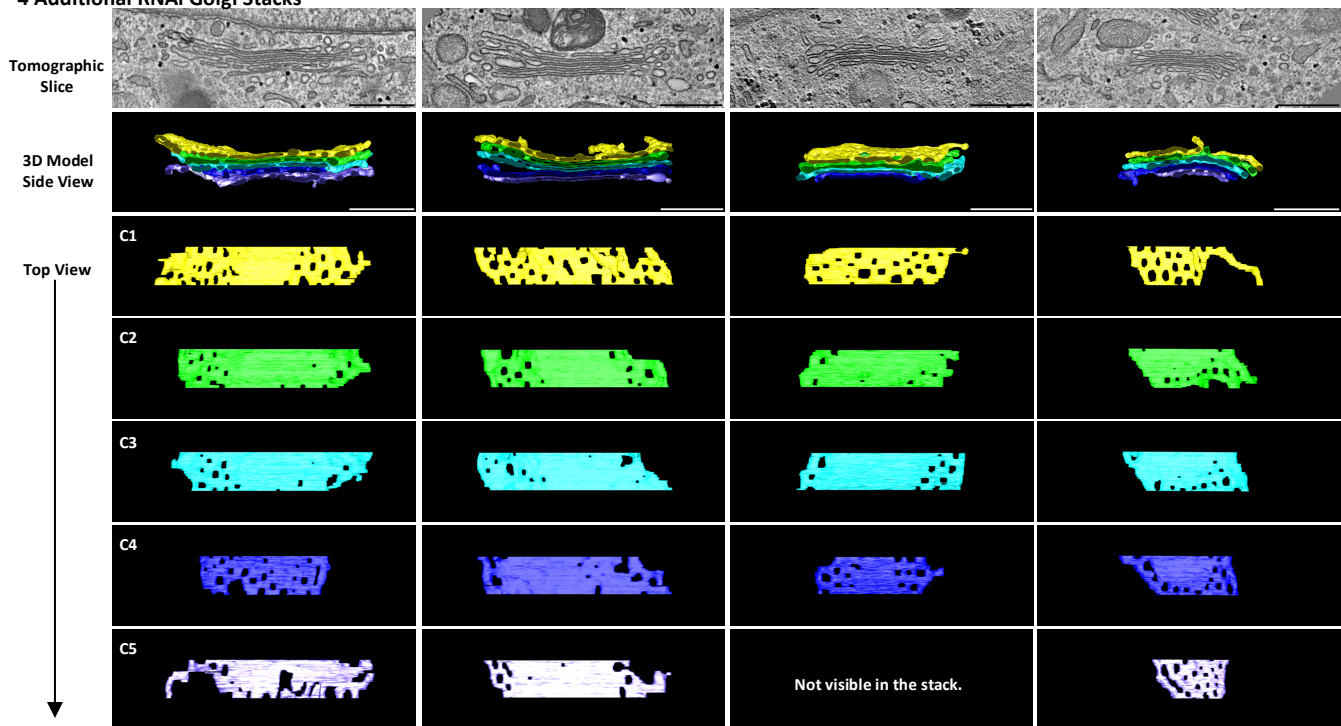 4 Additional RNAi Golgi Stacks
Tomographic
Slice
3D Model
Side View
Top View
C1
C2
C3
C4
C5
Not visible in the stack.